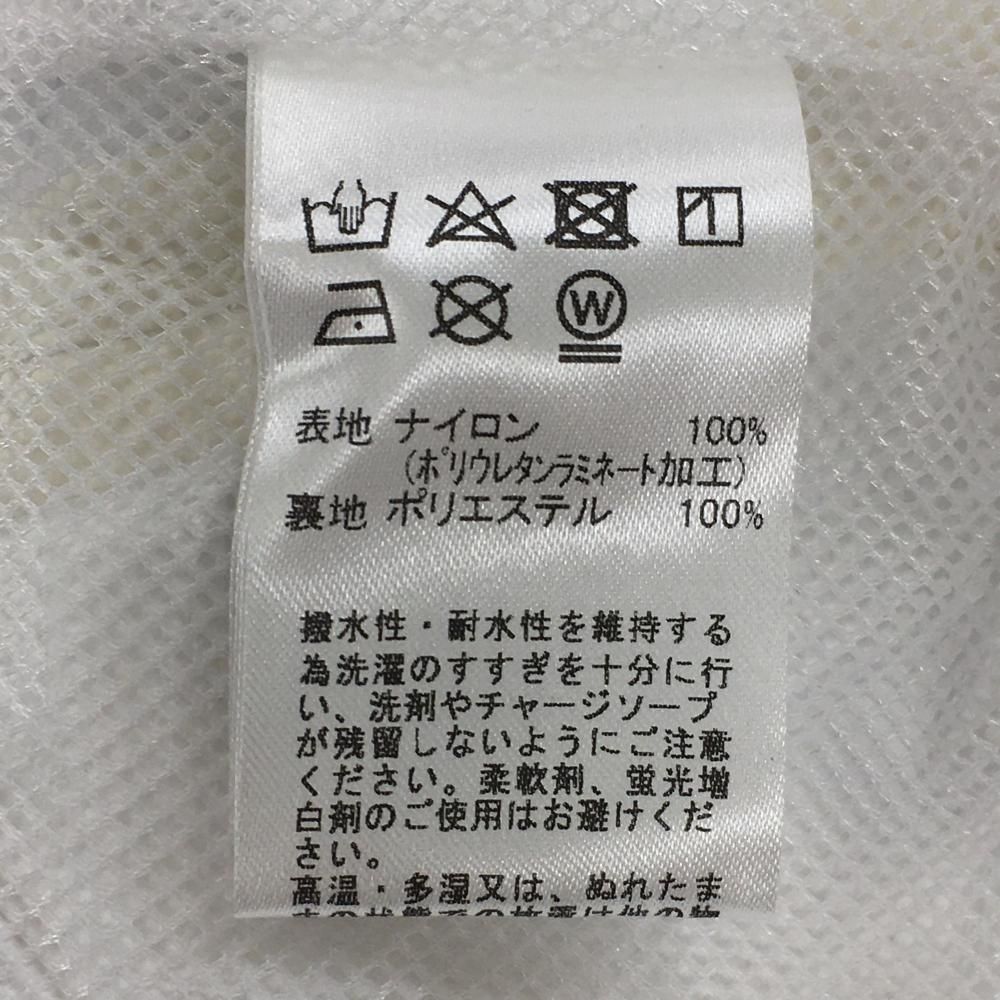 W
表地 ナイロン 100%
(ポリウレタンラミネート加工)
裏地 ポリエステル 100%
撥水性・耐水性を維持する
為洗濯のすすぎを十分に行
い、洗剤やチャージソープ
が残留しないようにご注意
ください。柔軟剤、蛍光増
白剤のご使用はお避けくだ
さい。
高温・多湿又は、ぬれたま